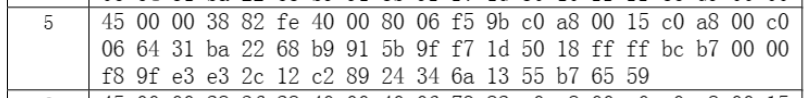 5
45 00 00 38 82 fe 40 00 80 06 f5 9b c0 a8 00 15 c0 a8 00 c0
06 64 31 ba 22 68 b9 91 5b 9f f7 1d 50 18 ff ff bc b7 00 00
f8 9f e3 e3 2c 12 c2 89 24 34 6a 13 55 b7 65 59